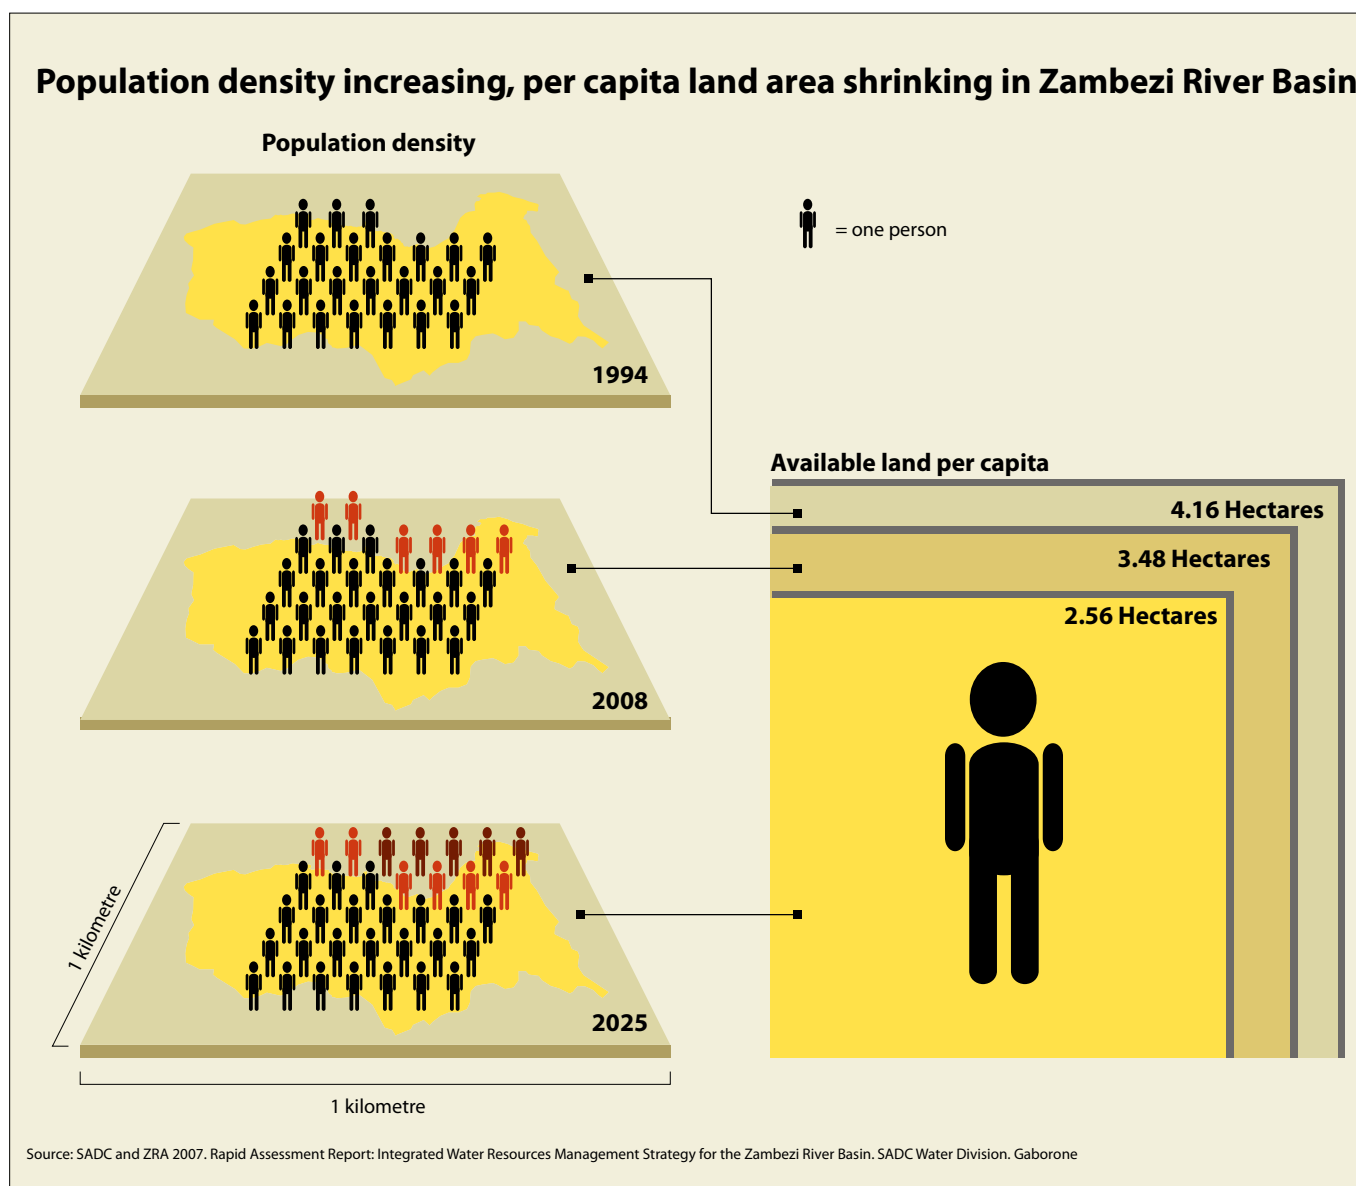 Population density increasing, per capita land area shrinking in Zambezi River Basin
Population density
= one person
1994
Available land per capita
4.16 Hectares
3.48 Hectares
2.56 Hectares
2008
1 kilometre
2025
1 kilometre
Source: SADC and ZRA 2007. Rapid Assessment Report: Integrated Water Resources Management Strategy for the Zambezi River Basin. SADC Water Division. Gaborone